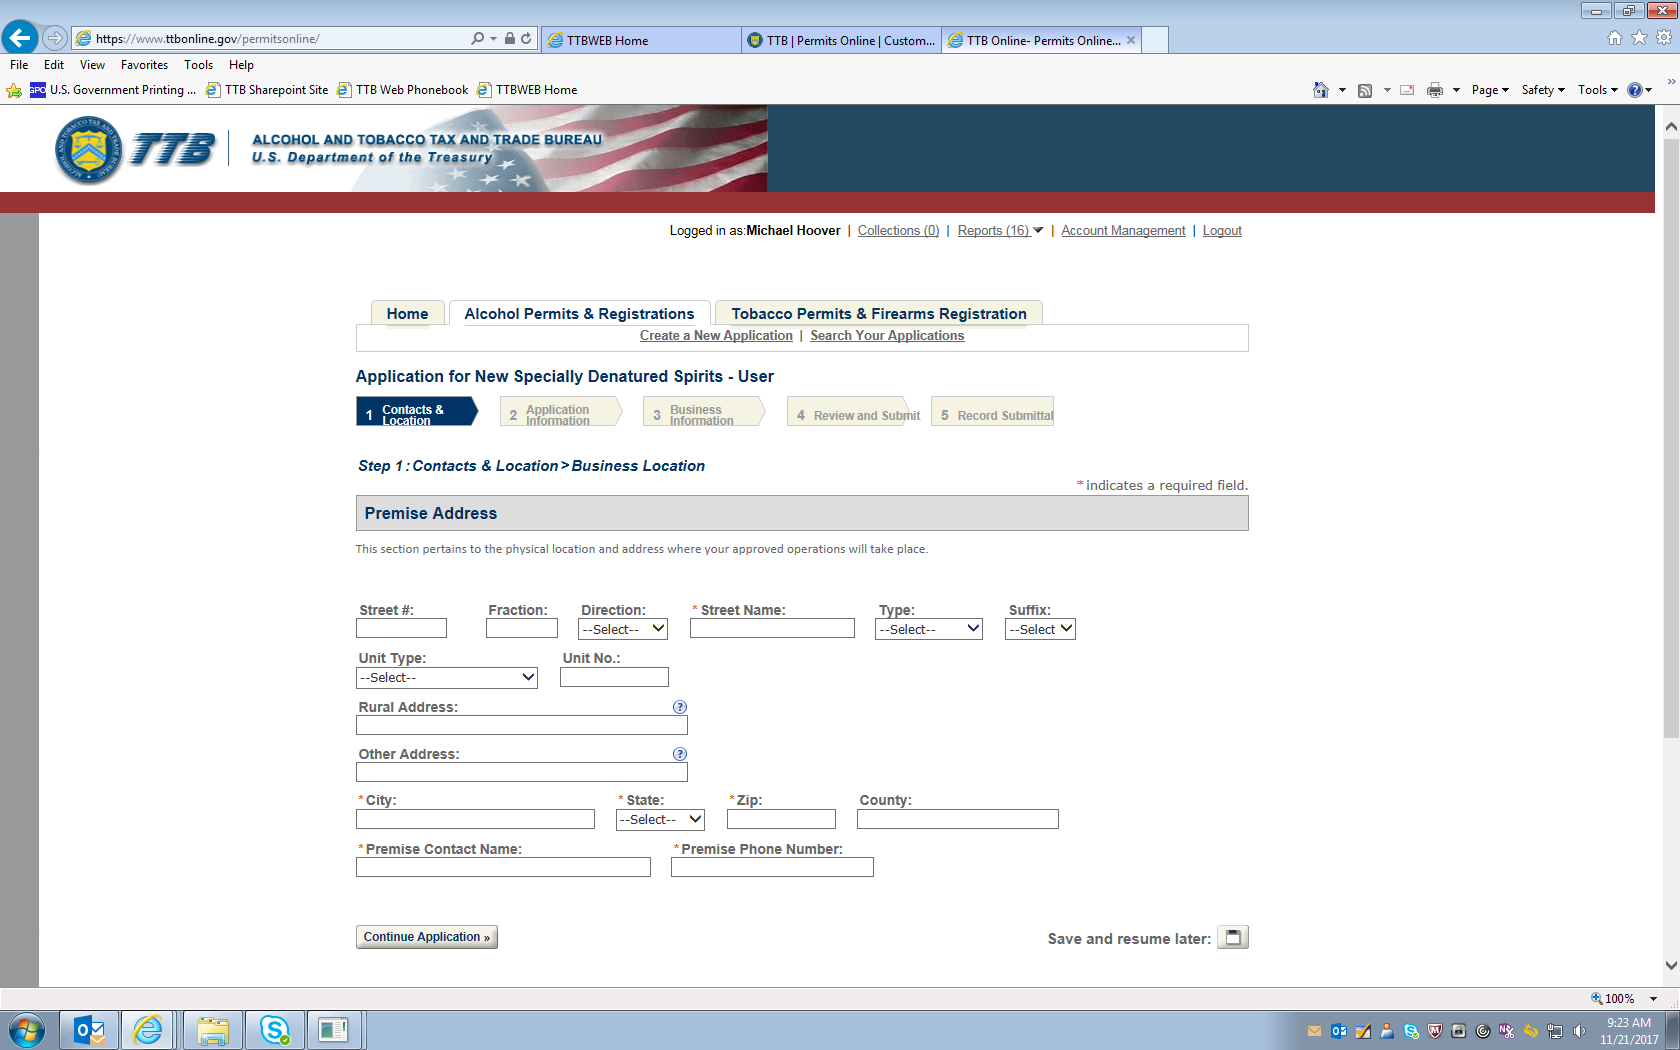 https://www.ttbonline.gov/permitsonline/
TTBWEB Home
TTB | Permits Online | Custom...
TTB Online- Permits Online...
File Edit View Favorites Tools Help
GPO U.S. Government Printing ... TTB Sharepoint Site TTB Web Phonebook TTBWEB Home
Page Safety Tools
TTB
ALCOHOL AND TOBACCO TAX AND TRADE BUREAU
U.S. Department of the Treasury
Logged in as:Michael Hoover | Collections (0) | Reports (16) | Account Management | Logout
Home Alcohol Permits & Registrations Tobacco Permits & Firearms Registration
Create a New Application | Search Your Applications
Application for New Specially Denatured Spirits - User
1 Contacts & Location
2 Application Information
3 Business Information
4 Review and Submit
5 Record Submittal
Step 1: Contacts & Location > Business Location
* indicates a required field.
Premise Address
This section pertains to the physical location and address where your approved operations will take place.
Street #: Fraction: Direction: * Street Name: Type: Suffix:
--Select-- --Select-- --Select
Unit Type: Unit No.:
--Select--
Rural Address: ?
Other Address: ?
* City: * State: * Zip: County:
--Select--
* Premise Contact Name: * Premise Phone Number:
Continue Application »
Save and resume later:
100%
9:23 AM
11/21/2017